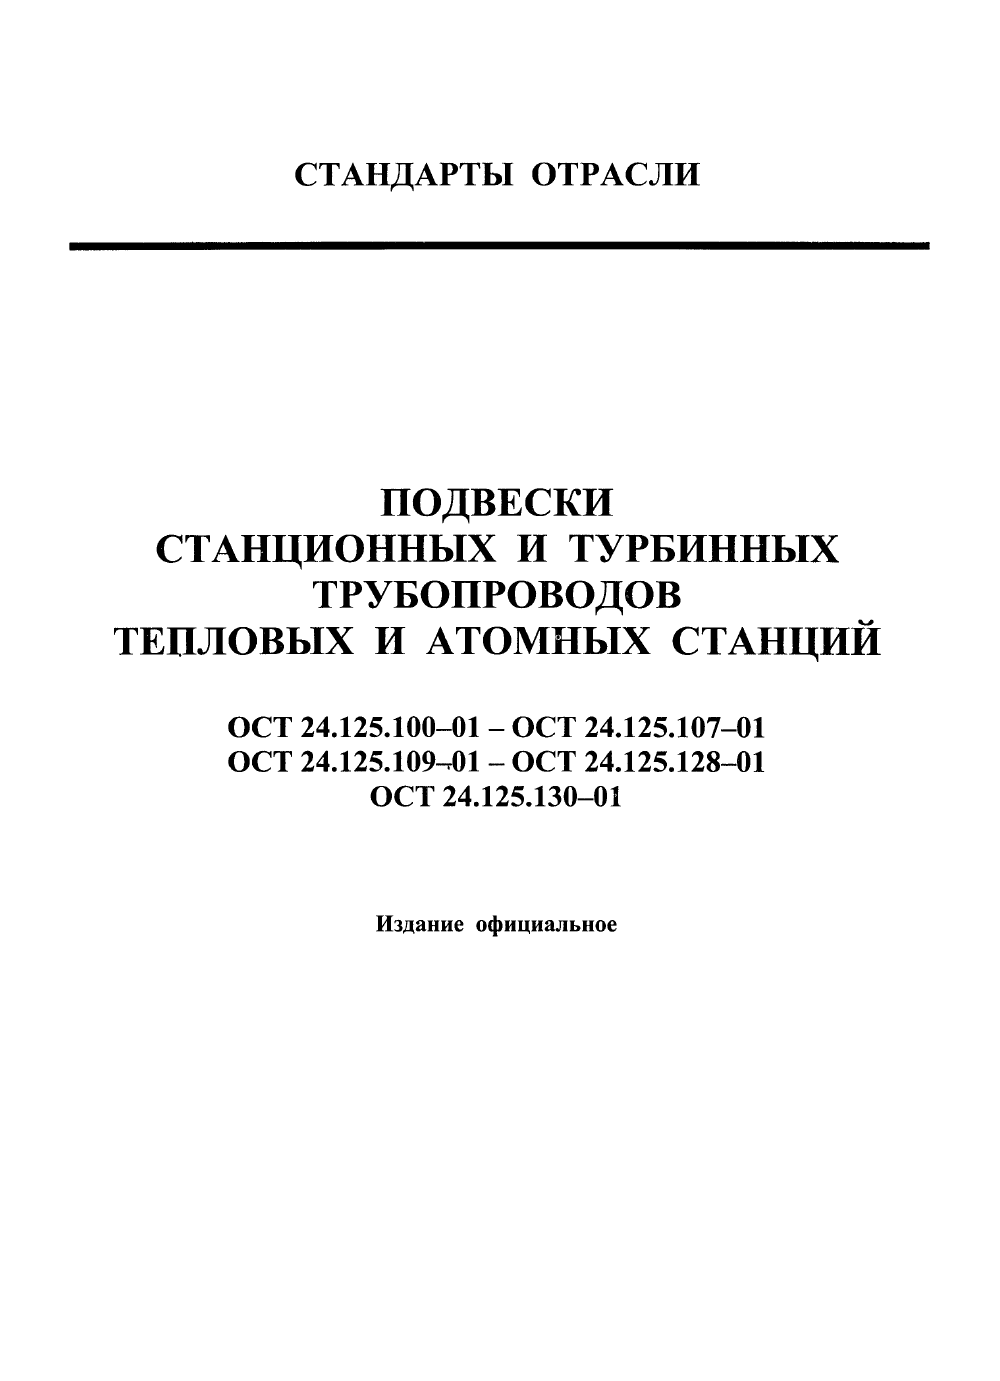 СТАНДАРТЫ ОТРАСЛИ
ПОДВЕСКИ
СТАНЦИОННЫХ И ТУРБИННЫХ
ТРУБОПРОВОДОВ
ТЕПЛОВЫХ И АТОМНЫХ СТАНЦИЙ
ОСТ 24.125.100–01 – ОСТ 24.125.107–01
ОСТ 24.125.109–01 – ОСТ 24.125.128–01
ОСТ 24.125.130–01
Издание официальное